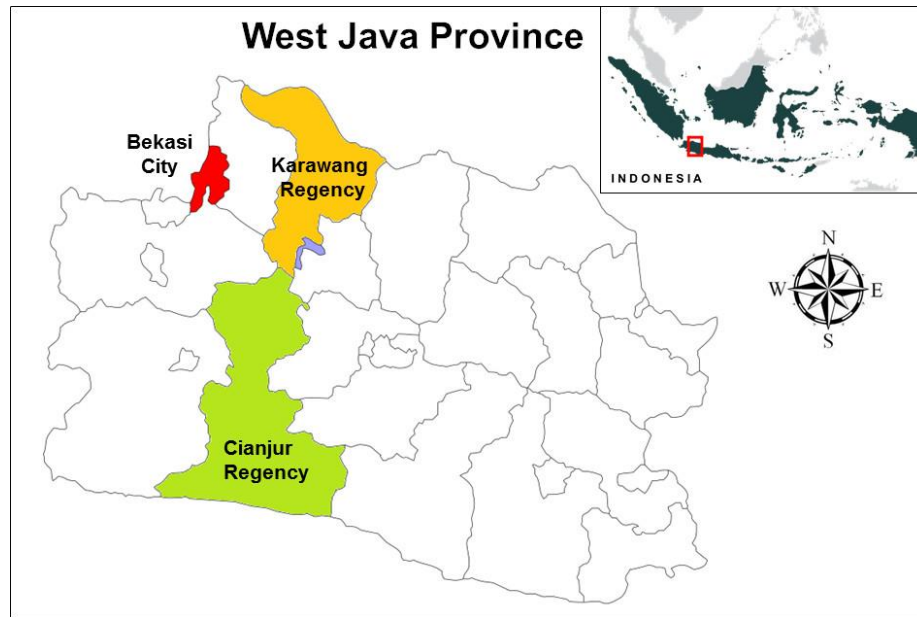 West Java Province
INDONESIA
Bekasi
City
Karawang
Regency
N
W
E
S
Cianjur
Regency